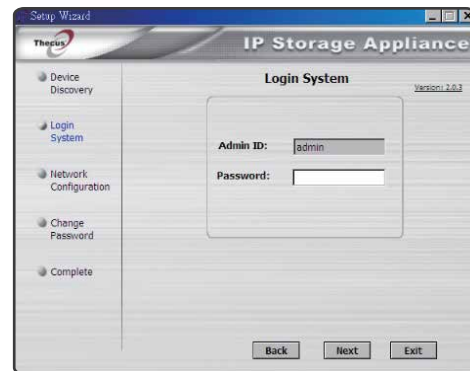 Setup Wizard
Thecus
IP Storage Appliance
Device
Discovery
Login
System
Network
Configuration
Change
Password
Complete
Login System
Version: 2.0.3
Admin ID:
admin
Password:
Back
Next
Exit